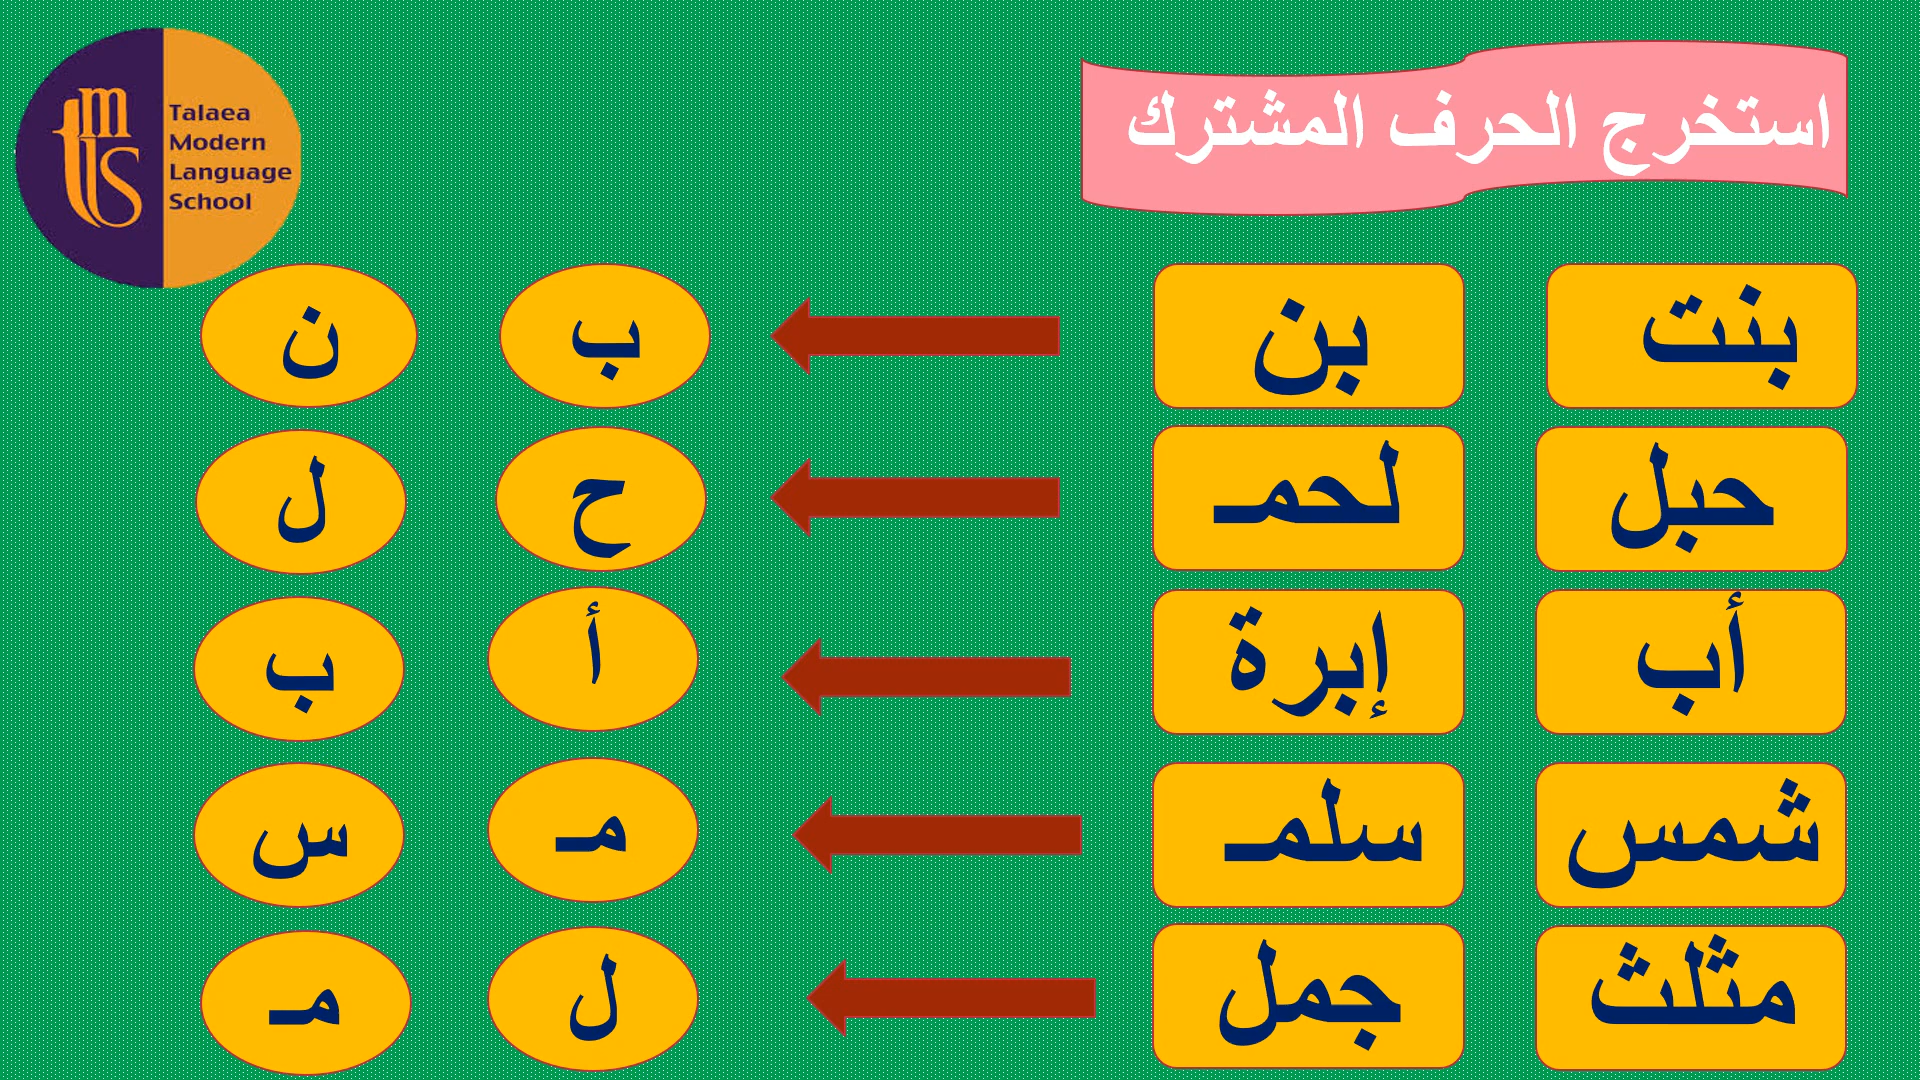 Talaea
Modern
Language
School
استخرج الحرف المشترك
بنت بن ب ن
حبل لحمـ ح ل
أب إبرة أ ب
شمس سلمـ مـ س
مثلث جمل ل مـ